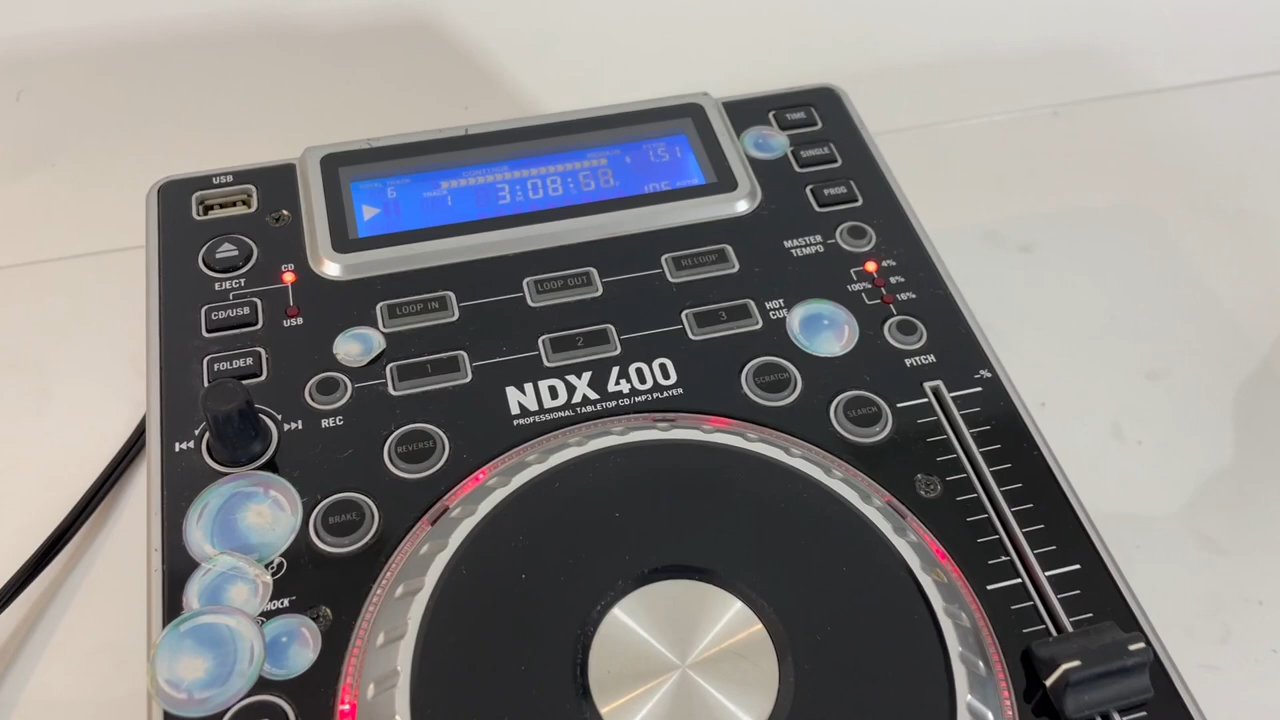 USB
EJECT
CD
CD/USB
USB
FOLDER
REC
TOTAL TRACK
6
CONTINUE
TRACK
1
3:08:68
1.51
TIME
SINGLE
PROG
MASTER
TEMPO
4%
100%
8%
16%
PITCH
-%
LOOP IN
LOOP OUT
RELOOP
1
2
3
HOT
CUE
NDX 400
PROFESSIONAL TABLETOP CD/MP3 PLAYER
SCRATCH
SEARCH
REVERSE
BRAKE